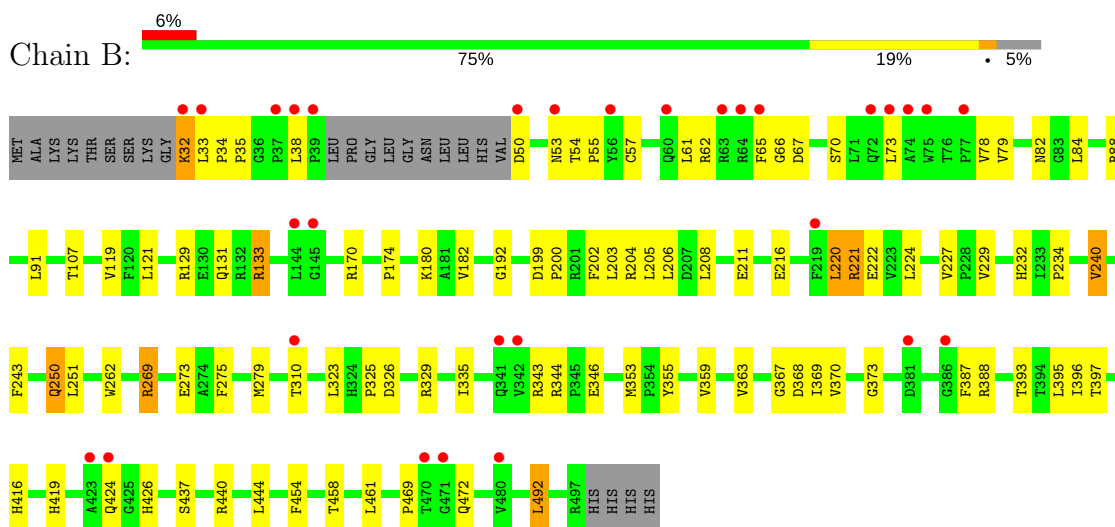 6%
Chain B:
75% 19% • 5%
MET ALA LYS LYS THR SER SER LYS GLY K32 L33 P34 P35 G36 P37 L38 P39 LEU PRO GLY LEU GLY ASN LEU LEU HIS VAL D50 N53 T54 P55 Y56 C57 Q60 L61 R62 R63 R64 F65 G66 D67 S70 L71 Q72 L73 A74 W75 T76 P77 V78 V79 N82 G83 L84 R88
L91 T107 V119 F120 L121 R129 E130 Q131 R132 R133 L144 G145 R170 P174 K180 A181 V182 G192 D199 P200 R201 F202 L203 R204 L205 L206 D207 L208 E211 E216 F219 L220 R221 E222 V223 L224 V227 P228 V229 H232 I233 P234 V240
F243 Q250 L251 W262 R269 E273 A274 F275 M279 T310 L323 H324 P325 D326 R329 I335 Q341 V342 R343 R344 P345 E346 M353 P354 Y355 V359 V363 G367 D368 I369 V370 G373 D381 G386 F387 R388 T393 T394 L395 I396 T397
H416 H419 A423 Q424 G425 H426 S437 R440 L444 F454 T458 L461 P469 T470 G471 Q472 V480 L492 R497 HIS HIS HIS HIS